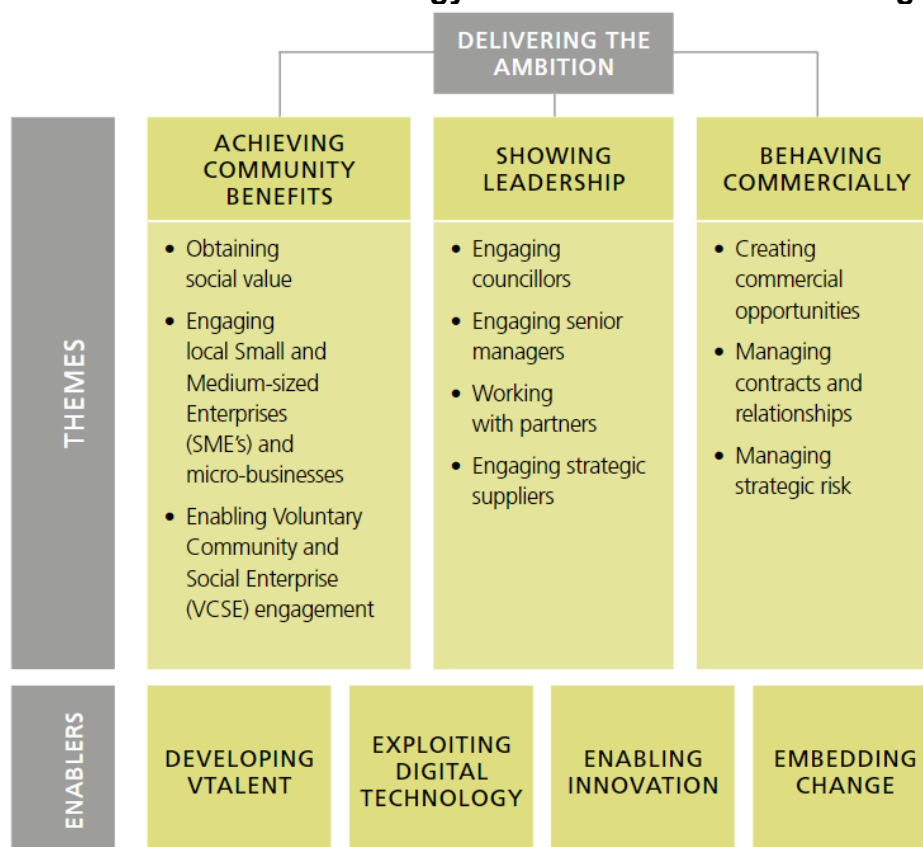 DELIVERING THE
AMBITION
THEMES
ACHIEVING
COMMUNITY
BENEFITS
• Obtaining
social value
• Engaging
local Small and
Medium-sized
Enterprises
(SME's) and
micro-businesses
• Enabling Voluntary
Community and
Social Enterprise
(VCSE) engagement
SHOWING
LEADERSHIP
• Engaging
councillors
• Engaging senior
managers
• Working
with partners
• Engaging strategic
suppliers
BEHAVING
COMMERCIALLY
• Creating
commercial
opportunities
• Managing
contracts and
relationships
• Managing
strategic risk
ENABLERS
DEVELOPING
VTALENT
EXPLOITING
DIGITAL
TECHNOLOGY
ENABLING
INNOVATION
EMBEDDING
CHANGE